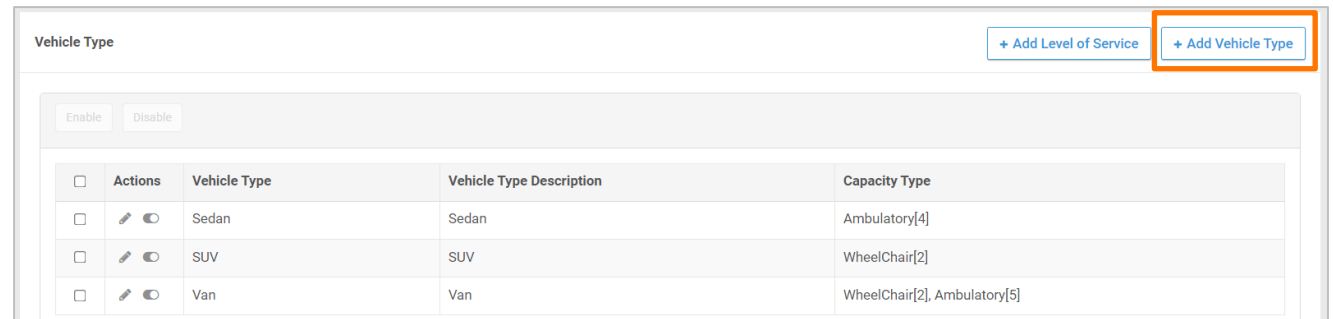 Vehicle Type + Add Level of Service + Add Vehicle Type
Enable Disable
Actions Vehicle Type Vehicle Type Description Capacity Type
Sedan Sedan Ambulatory[4]
SUV SUV WheelChair[2]
Van Van WheelChair[2], Ambulatory[5]